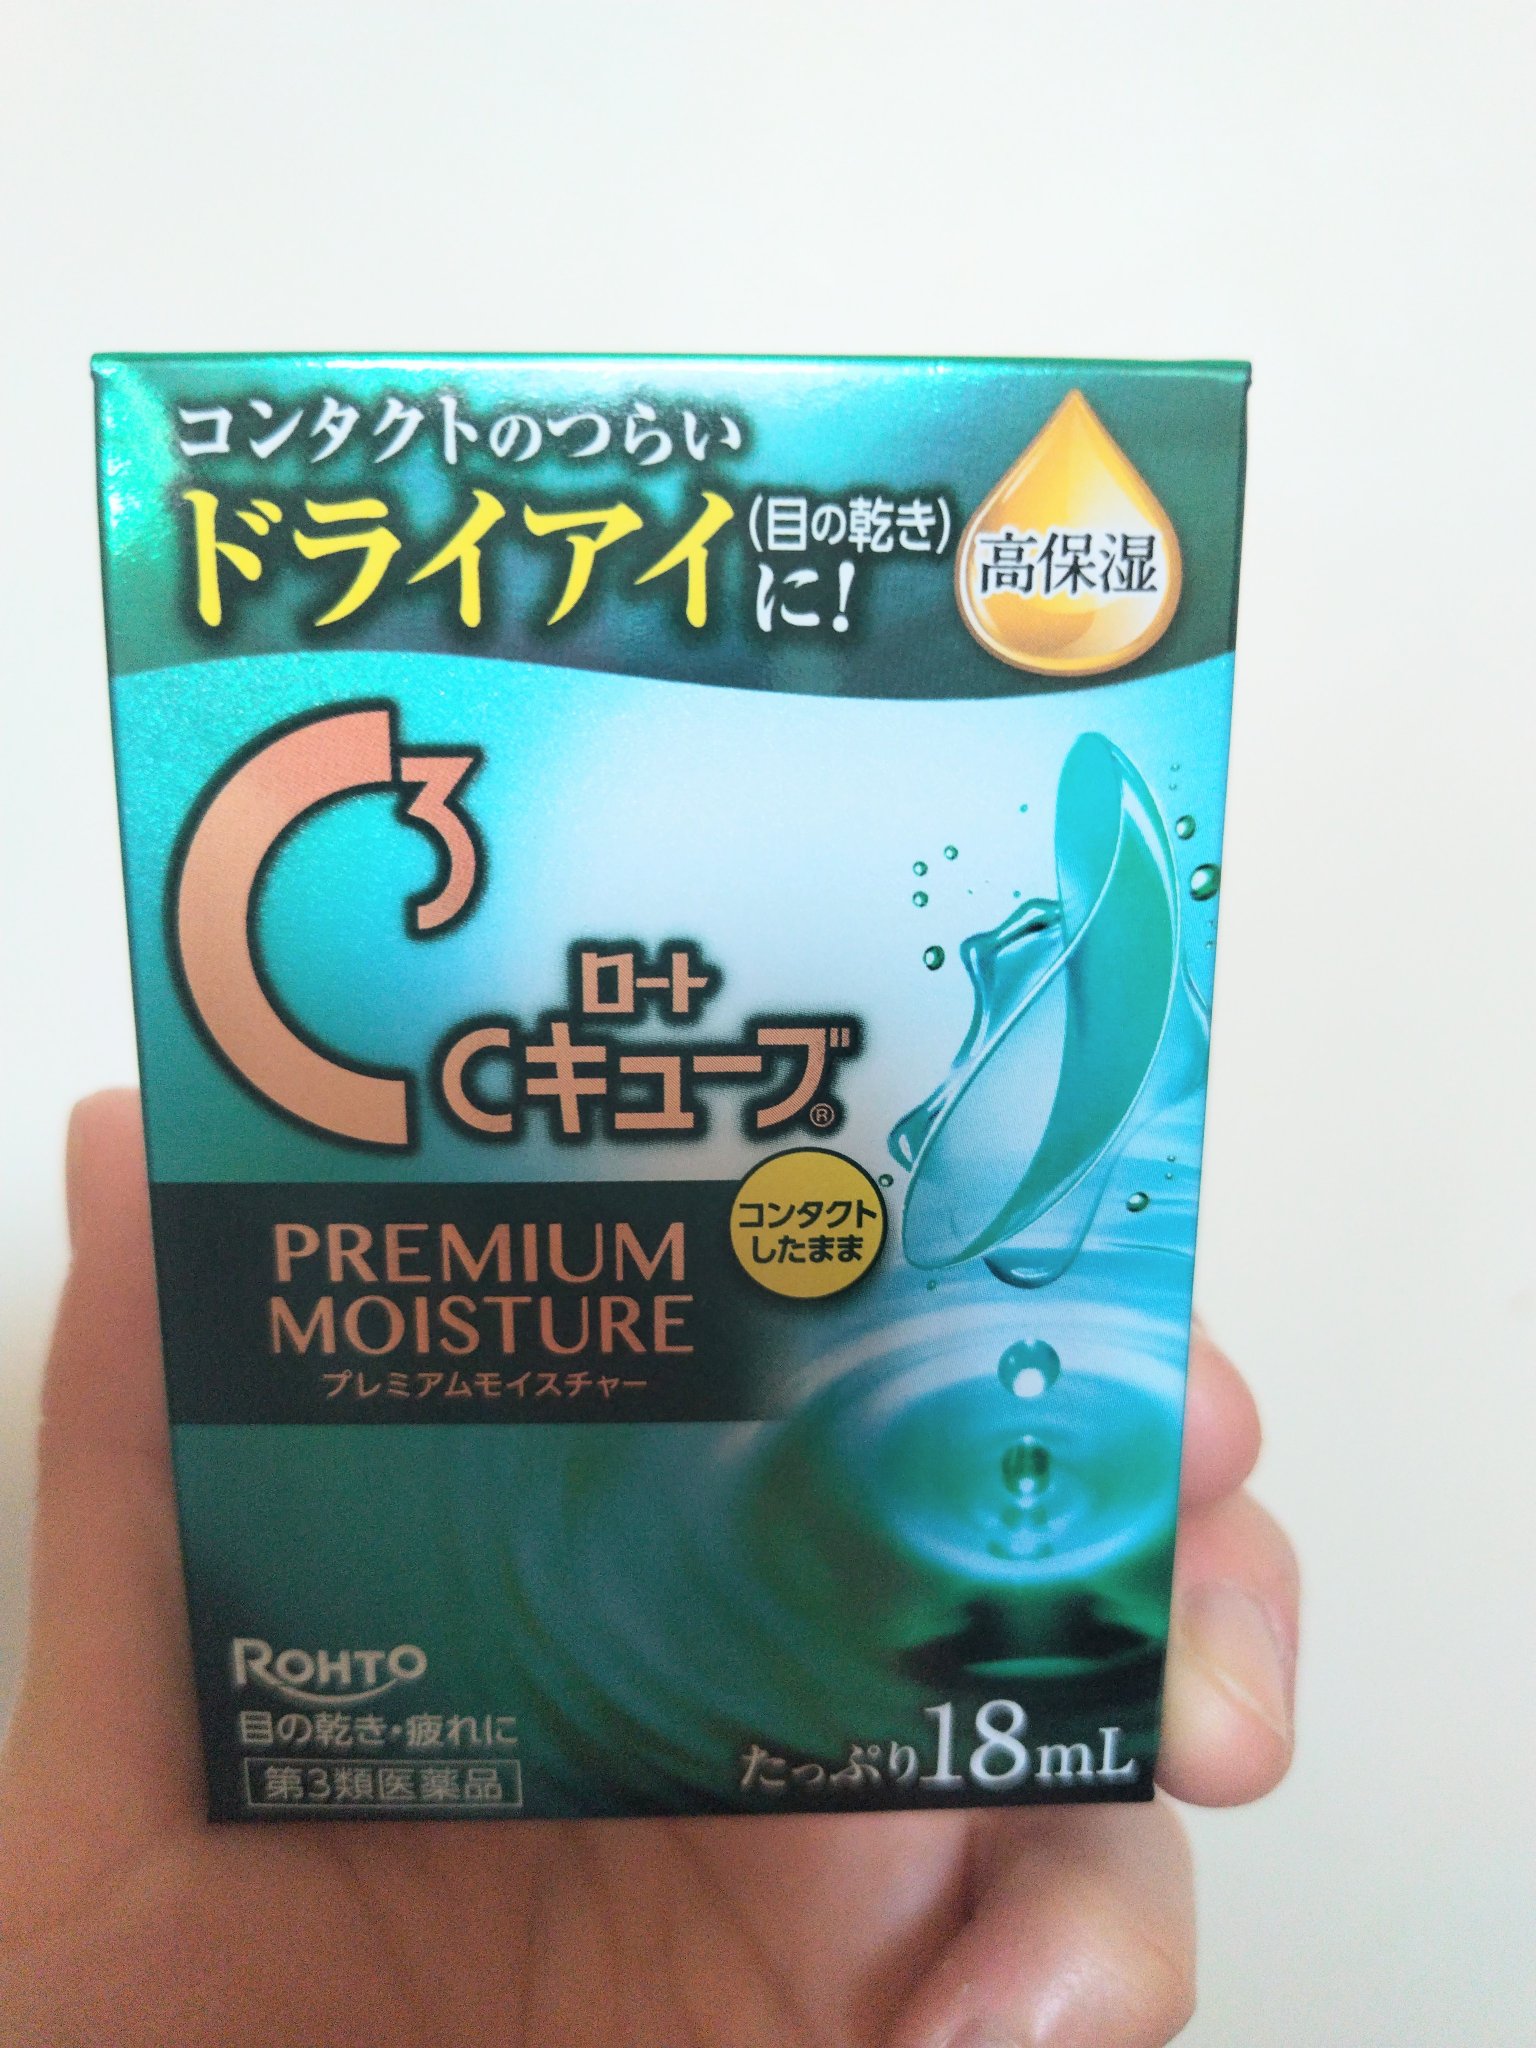 コンタクトのつらい
ドライアイ(目の乾き)に!
高保湿
C3
ロート
Cキューブ®
コンタクト
したまま
PREMIUM
MOISTURE
プレミアムモイスチャー
ROHTO
目の乾き・疲れに
第3類医薬品
たっぷり18mL